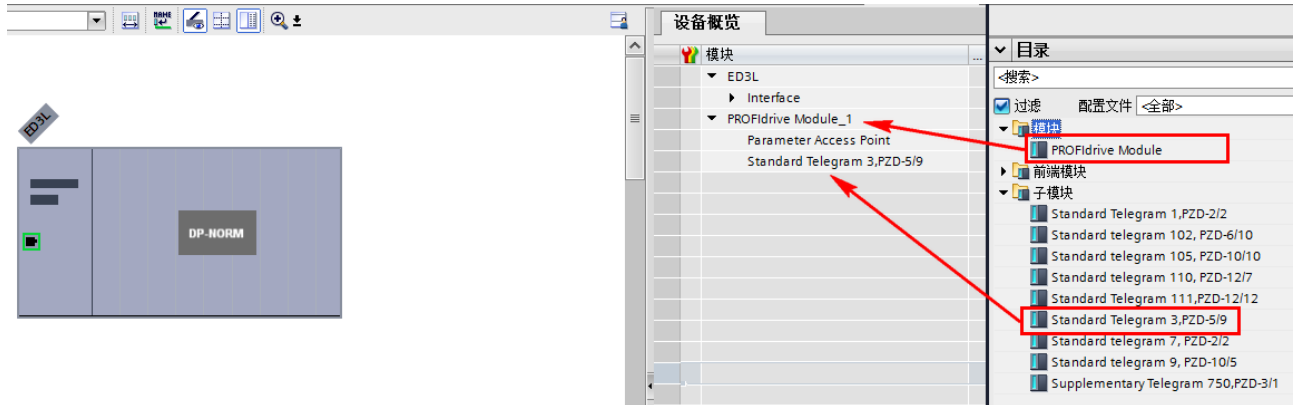 NAME
ED3L
DP-NORM
设备概览
模块
...
ED3L
Interface
PROFIdrive Module_1
Parameter Access Point
Standard Telegram 3,PZD-5/9
目录
<搜索>
过滤 配置文件 <全部>
模块
PROFIdrive Module
前端模块
子模块
Standard Telegram 1,PZD-2/2
Standard telegram 102, PZD-6/10
Standard telegram 105, PZD-10/10
Standard telegram 110, PZD-12/7
Standard Telegram 111,PZD-12/12
Standard Telegram 3,PZD-5/9
Standard telegram 7, PZD-2/2
Standard telegram 9, PZD-10/5
Supplementary Telegram 750,PZD-3/1